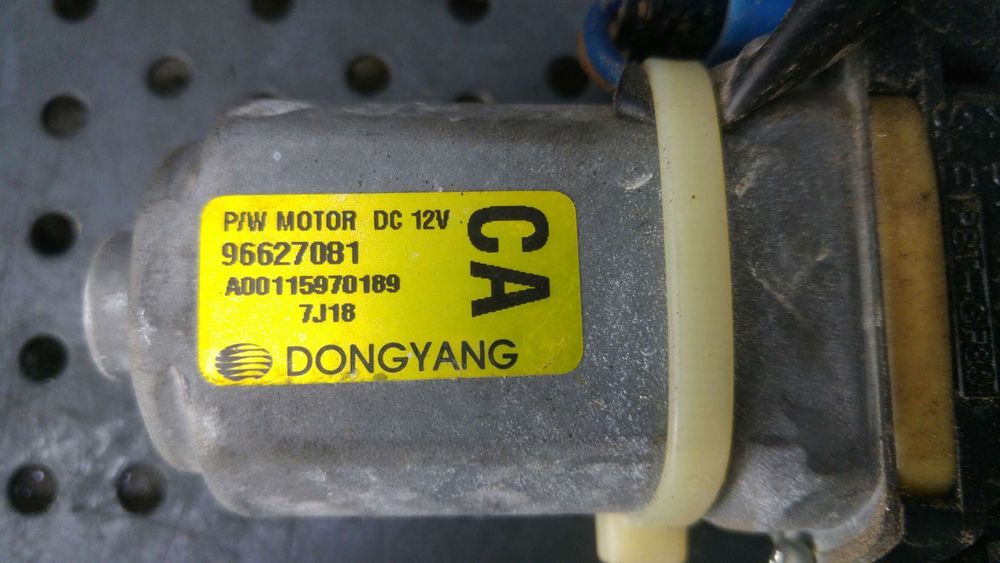 P/W MOTOR DC 12V
96627081
A00115970189
7J18
DONGYANG
CA